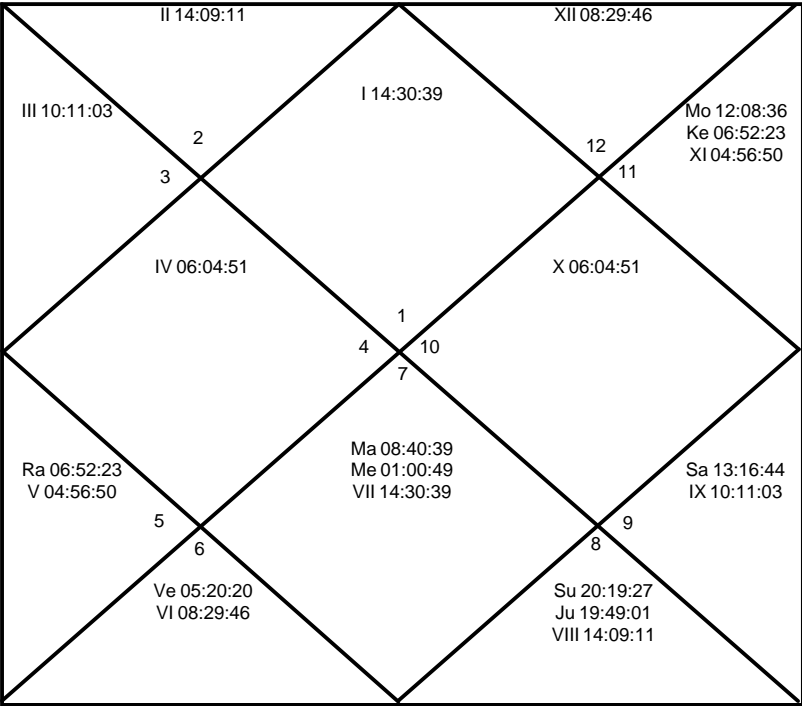 II 14:09:11
XII 08:29:46
I 14:30:39
III 10:11:03
Mo 12:08:36
Ke 06:52:23
XI 04:56:50
2
12
3
11
IV 06:04:51
X 06:04:51
1
4
10
7
Ma 08:40:39
Me 01:00:49
VII 14:30:39
Ra 06:52:23
V 04:56:50
Sa 13:16:44
IX 10:11:03
5
9
6
8
Ve 05:20:20
VI 08:29:46
Su 20:19:27
Ju 19:49:01
VIII 14:09:11